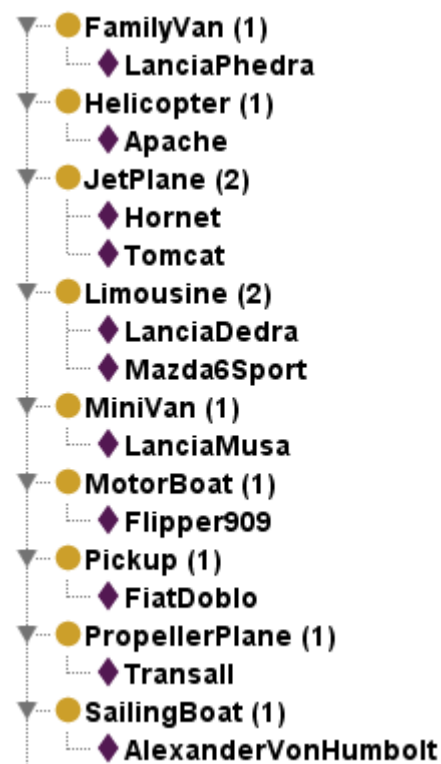 FamilyVan (1)
LanciaPhedra
Helicopter (1)
Apache
JetPlane (2)
Hornet
Tomcat
Limousine (2)
LanciaDedra
Mazda6Sport
MiniVan (1)
LanciaMusa
MotorBoat (1)
Flipper909
Pickup (1)
FiatDoblo
PropellerPlane (1)
Transall
SailingBoat (1)
AlexanderVonHumbolt